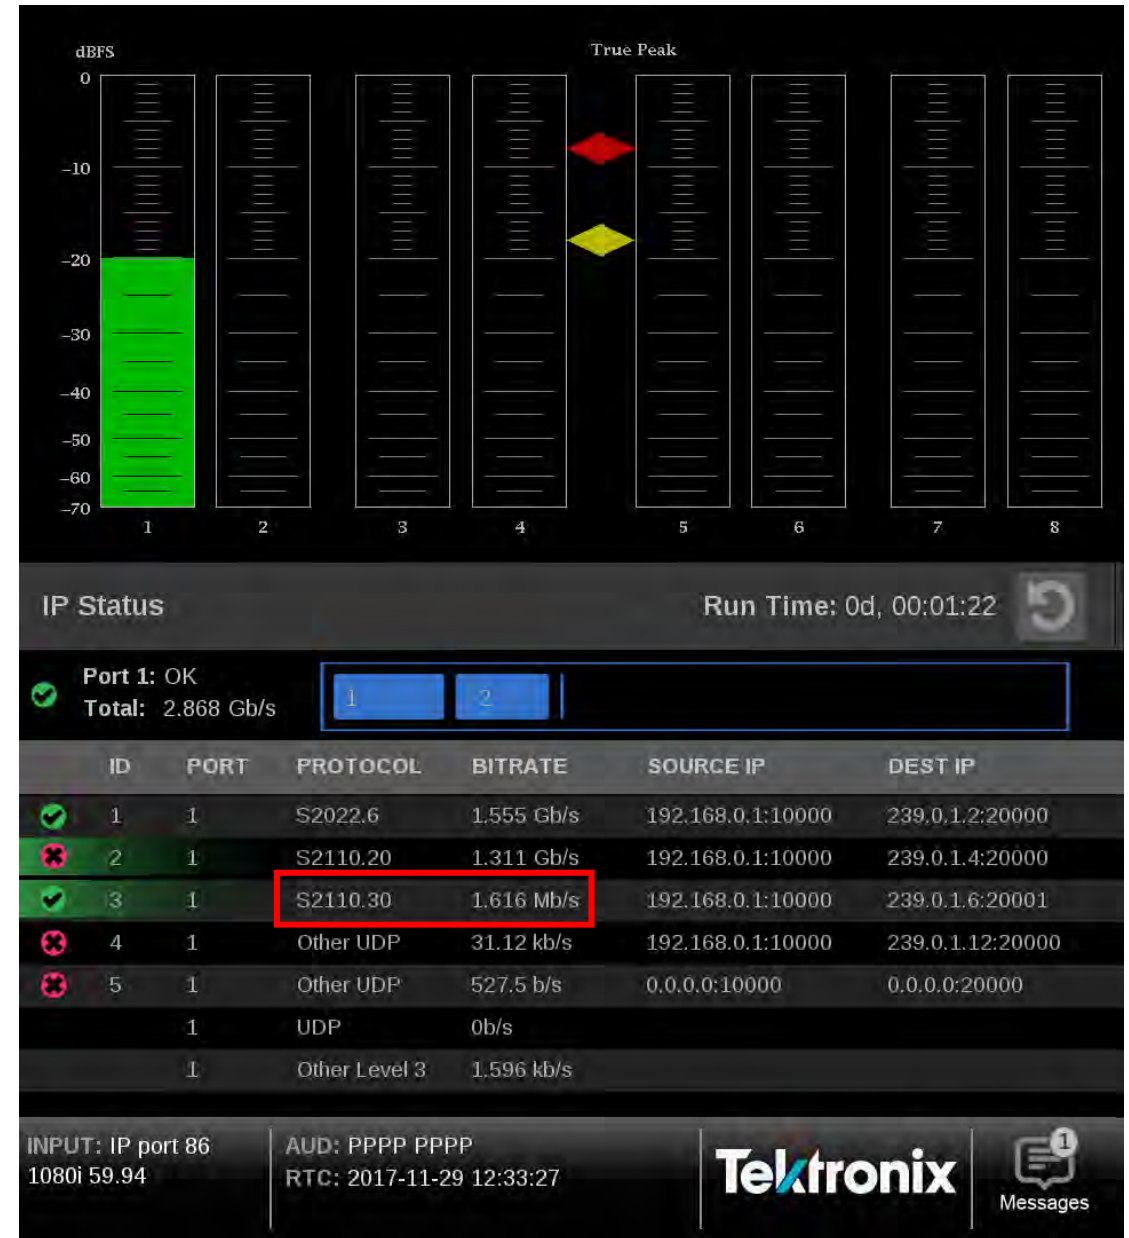 dBFS True Peak
0
-10
-20
-30
-40
-50
-60
-70
1 2 3 4 5 6 7 8
IP Status Run Time: 0d, 00:01:22
Port 1: OK
Total: 2.868 Gb/s
1 2
ID PORT PROTOCOL BITRATE SOURCE IP DEST IP
1 1 S2022.6 1.555 Gb/s 192.168.0.1:10000 239.0.1.2:20000
2 1 S2110.20 1.311 Gb/s 192.168.0.1:10000 239.0.1.4:20000
3 1 S2110.30 1.616 Mb/s 192.168.0.1:10000 239.0.1.6:20001
4 1 Other UDP 31.12 kb/s 192.168.0.1:10000 239.0.1.12:20000
5 1 Other UDP 527.5 b/s 0.0.0.0:10000 0.0.0.0:20000
1 UDP 0b/s
1 Other Level 3 1.596 kb/s
INPUT: IP port 86
1080i 59.94
AUD: PPPP PPPP
RTC: 2017-11-29 12:33:27
Tektronix
1
Messages